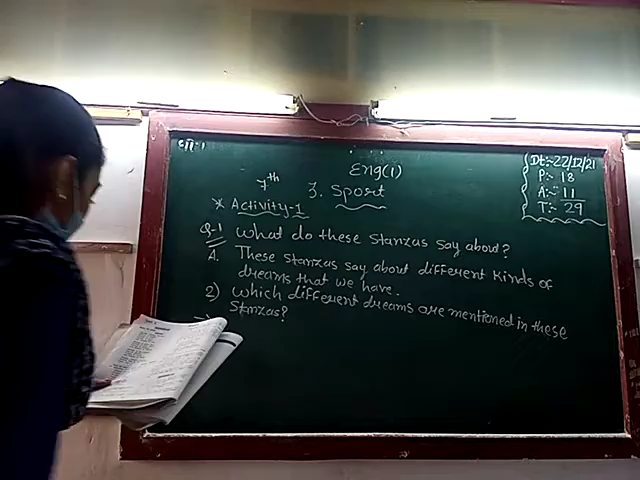 Eng(1)
Dt:- 22/12/21
P:- 18
A:- 11
T:- 29
7th
3. Sport
* Activity-1
Q-1 What do these stanzas say about?
A. These stanzas say about different kinds of
dreams that we have.
2) Which different dreams are mentioned in these
stanzas?